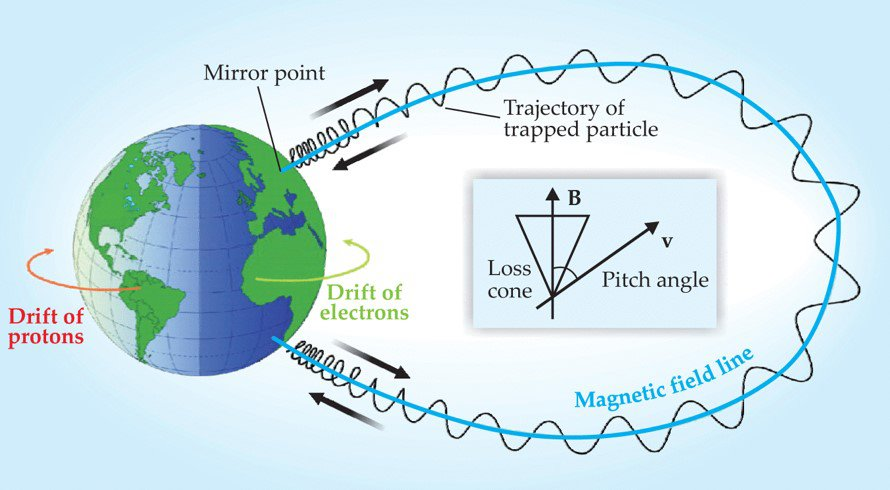 Mirror point
Trajectory of
trapped particle
B
v
Loss
cone
Pitch angle
Drift of
protons
Drift of
electrons
Magnetic field line